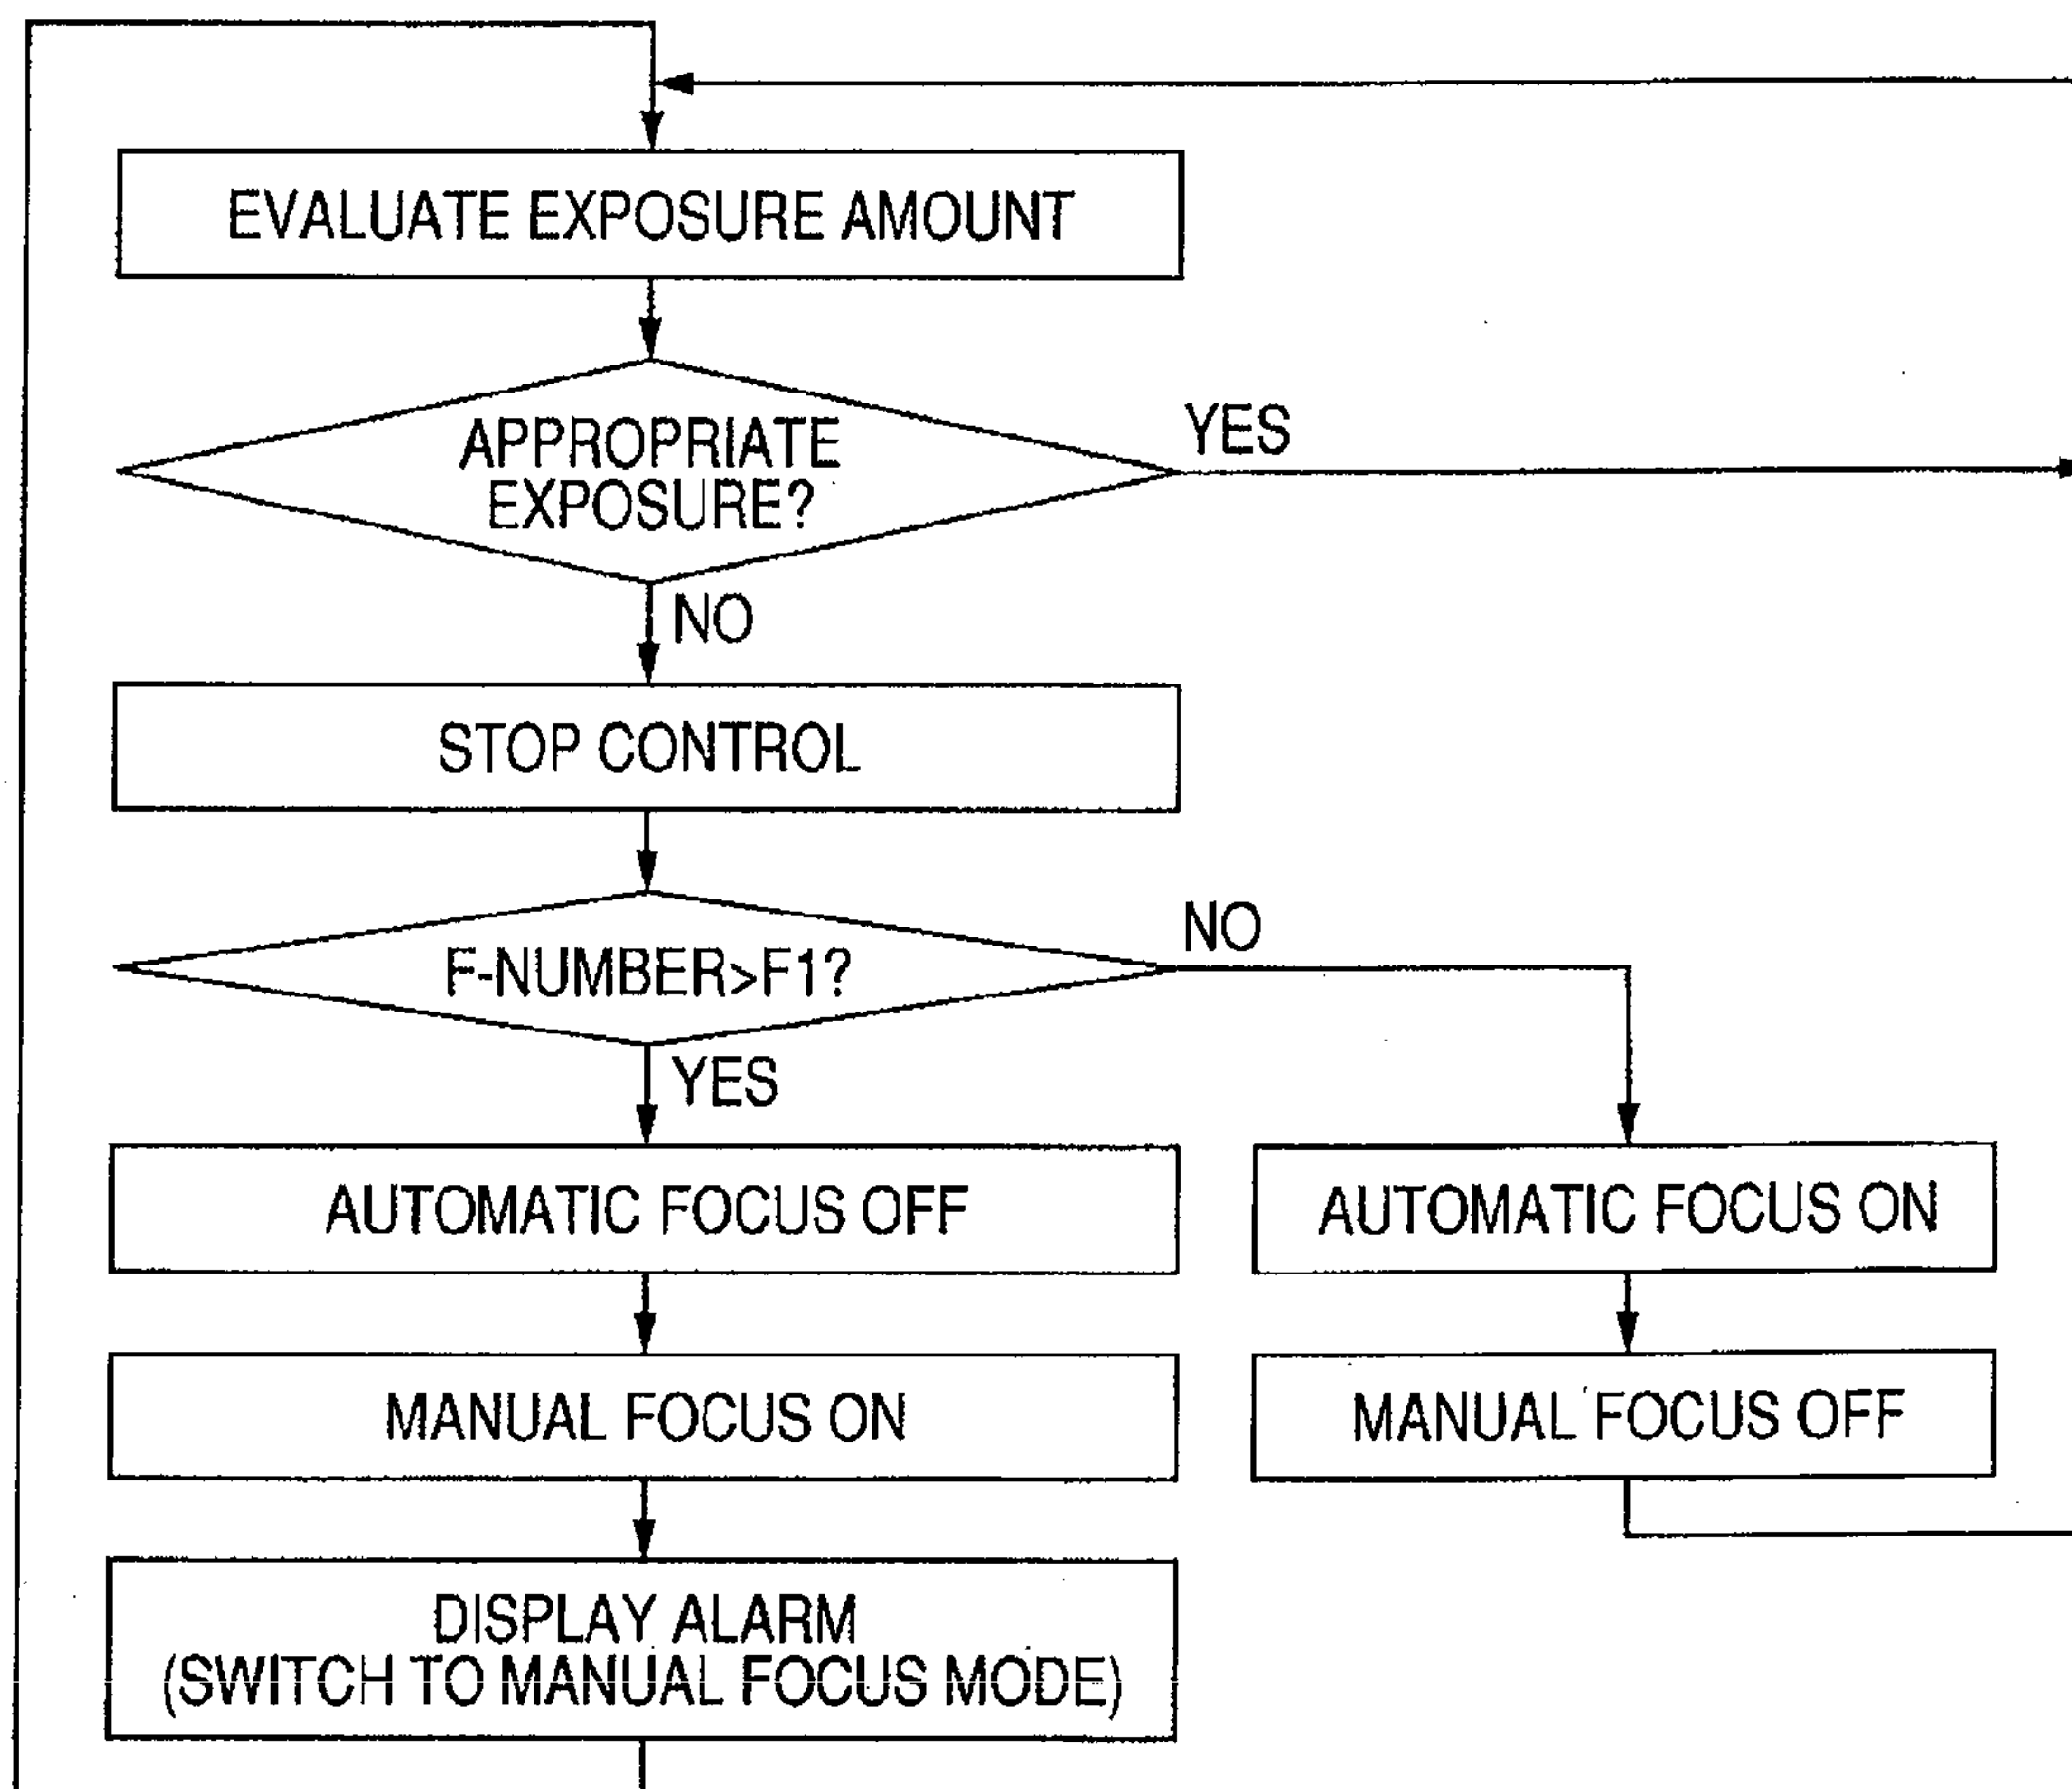 EVALUATE EXPOSURE AMOUNT
APPROPRIATE
EXPOSURE?
YES
NO
STOP CONTROL
F-NUMBER>F1?
NO
YES
AUTOMATIC FOCUS OFF
AUTOMATIC FOCUS ON
MANUAL FOCUS ON
MANUAL FOCUS OFF
DISPLAY ALARM
(SWITCH TO MANUAL FOCUS MODE)